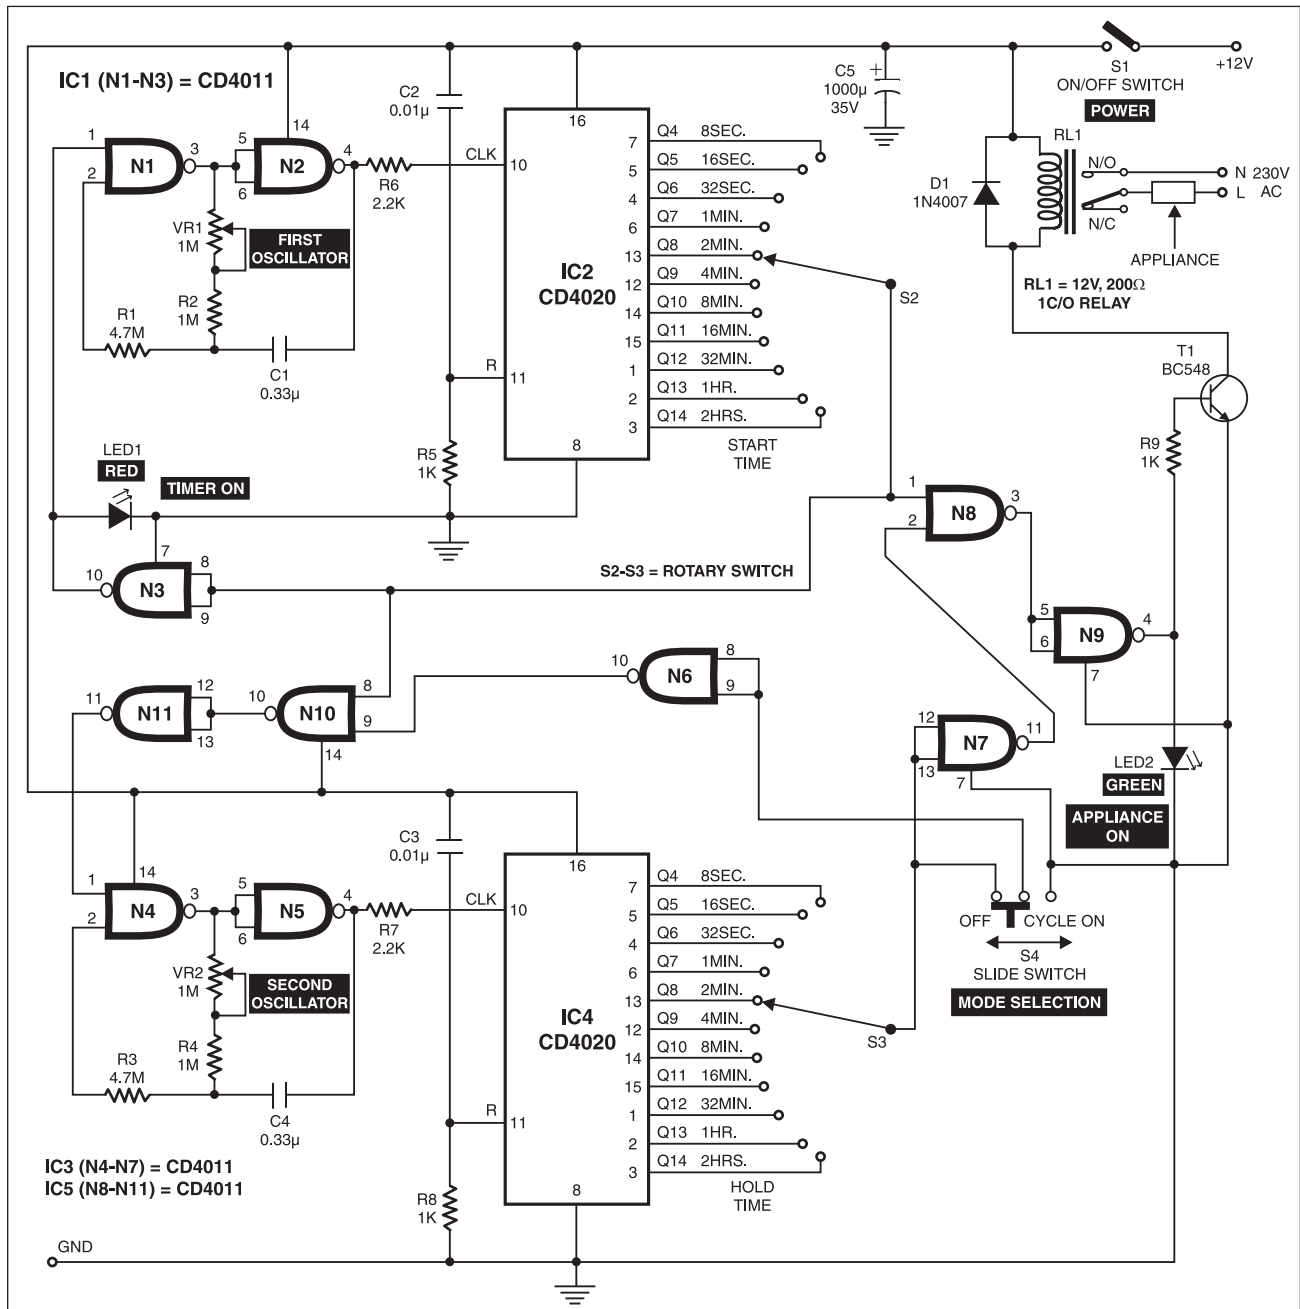 IC1 (N1-N3) = CD4011
S1
ON/OFF SWITCH
POWER
+12V
C2
0.01µ
C5
+
1000µ
35V
1
2
N1
3
5
6
14
N2
4
R6
2.2K
VR1
1M
FIRST
OSCILLATOR
R2
1M
R1
4.7M
C1
0.33µ
CLK
10
16
IC2
CD4020
R
11
8
R5
1K
7
Q4
8SEC.
5
Q5
16SEC.
4
Q6
32SEC.
6
Q7
1MIN.
13
Q8
2MIN.
12
Q9
4MIN.
14
Q10
8MIN.
15
Q11
16MIN.
1
Q12
32MIN.
2
Q13
1HR.
3
Q14
2HRS.
START
TIME
S2
RL1
D1
1N4007
N/O
N/C
N 230V
L AC
APPLIANCE
RL1 = 12V, 200Ω
1C/O RELAY
T1
BC548
R9
1K
LED1
RED
TIMER ON
7
10
N3
8
9
S2-S3 = ROTARY SWITCH
1
2
N8
3
5
6
N9
4
7
11
N11
12
13
10
N10
8
9
14
10
N6
8
9
12
13
N7
11
7
LED2
GREEN
APPLIANCE
ON
OFF
CYCLE ON
S4
SLIDE SWITCH
MODE SELECTION
C3
0.01µ
1
2
14
N4
3
5
6
N5
4
R7
2.2K
VR2
1M
SECOND
OSCILLATOR
R4
1M
R3
4.7M
C4
0.33µ
CLK
10
16
IC4
CD4020
R
11
8
R8
1K
7
Q4
8SEC.
5
Q5
16SEC.
4
Q6
32SEC.
6
Q7
1MIN.
13
Q8
2MIN.
12
Q9
4MIN.
14
Q10
8MIN.
15
Q11
16MIN.
1
Q12
32MIN.
2
Q13
1HR.
3
Q14
2HRS.
HOLD
TIME
S3
IC3 (N4-N7) = CD4011
IC5 (N8-N11) = CD4011
GND